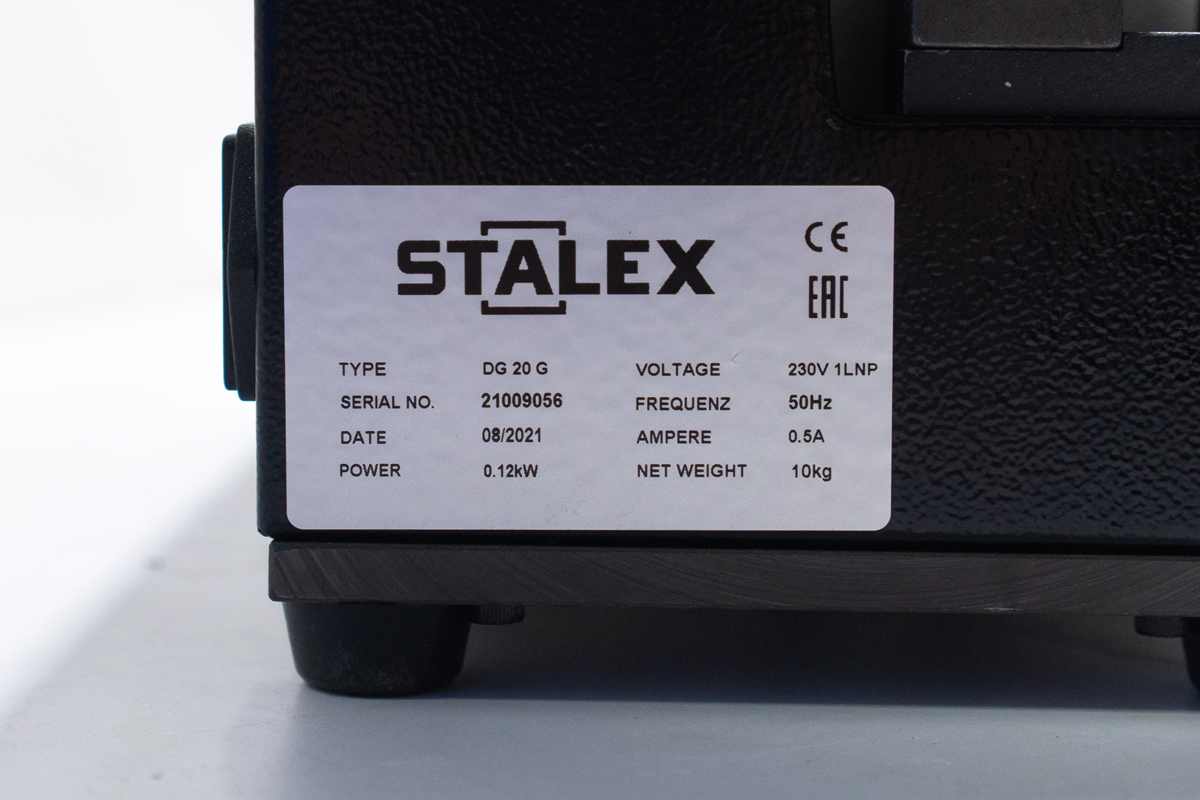 STALEX
CE
EAC
TYPE DG 20 G VOLTAGE 230V 1LNP
SERIAL NO. 21009056 FREQUENZ 50Hz
DATE 08/2021 AMPERE 0.5A
POWER 0.12kW NET WEIGHT 10kg